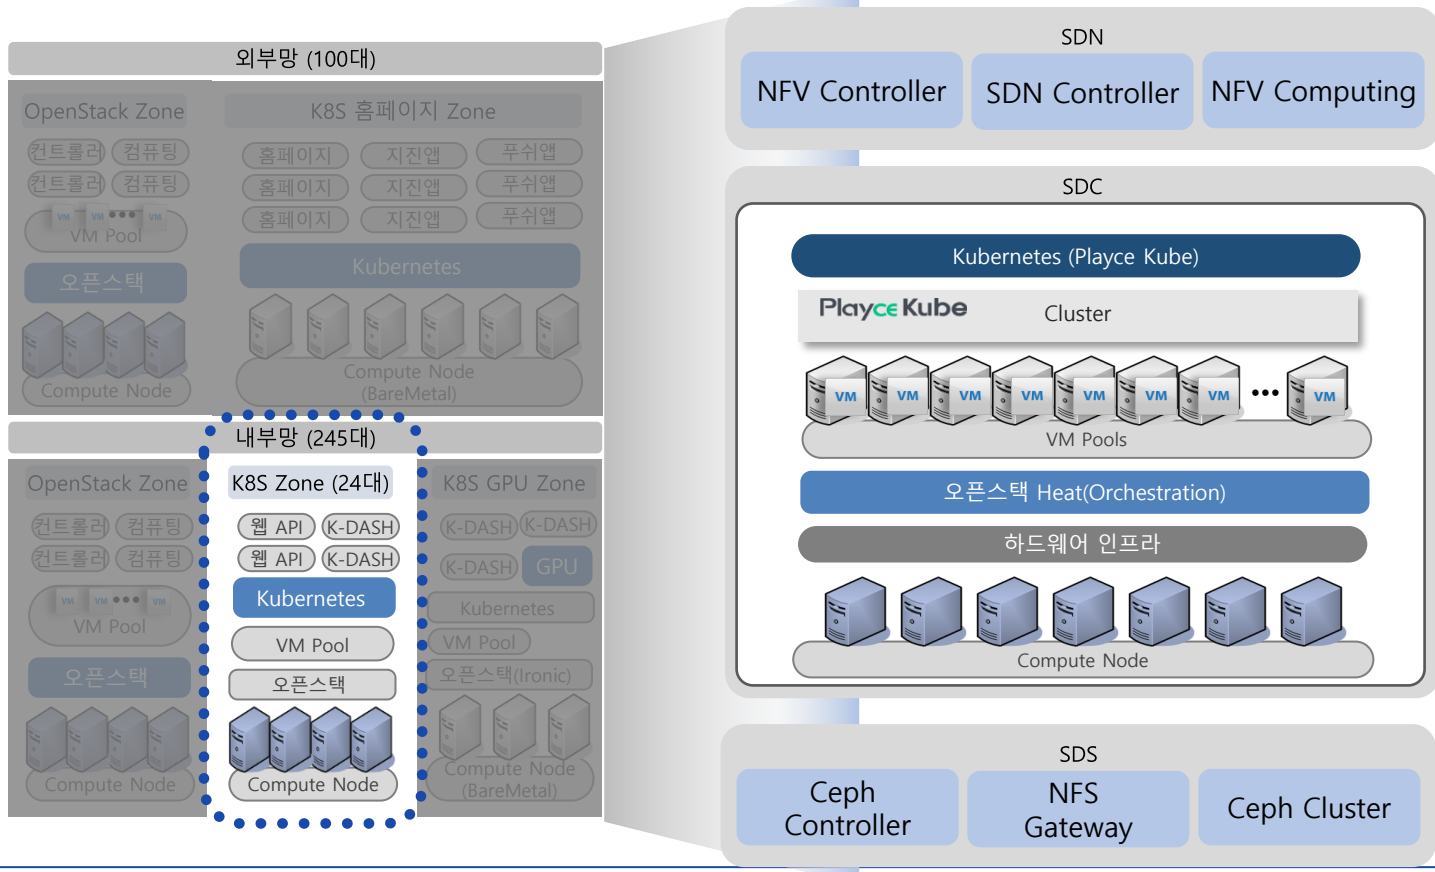 외부망 (100대)
OpenStack Zone
컨트롤러 컴퓨팅
컨트롤러 컴퓨팅
VM VM ••• VM
VM Pool
오픈스택
Compute Node
K8S 홈페이지 Zone
홈페이지 지진앱 푸쉬앱
홈페이지 지진앱 푸쉬앱
홈페이지 지진앱 푸쉬앱
Kubernetes
Compute Node
(BareMetal)
내부망 (245대)
OpenStack Zone
컨트롤러 컴퓨팅
컨트롤러 컴퓨팅
VM VM ••• VM
VM Pool
오픈스택
Compute Node
K8S Zone (24대)
웹 API K-DASH
웹 API K-DASH
Kubernetes
VM Pool
오픈스택
Compute Node
K8S GPU Zone
K-DASH K-DASH
K-DASH GPU
Kubernetes
VM Pool
오픈스택(Ironic)
Compute Node
(BareMetal)
SDN
NFV Controller SDN Controller NFV Computing
SDC
Kubernetes (Playce Kube)
Playce Kube Cluster
VM VM VM VM VM VM VM ••• VM
VM Pools
오픈스택 Heat(Orchestration)
하드웨어 인프라
Compute Node
SDS
Ceph
Controller
NFS
Gateway
Ceph Cluster